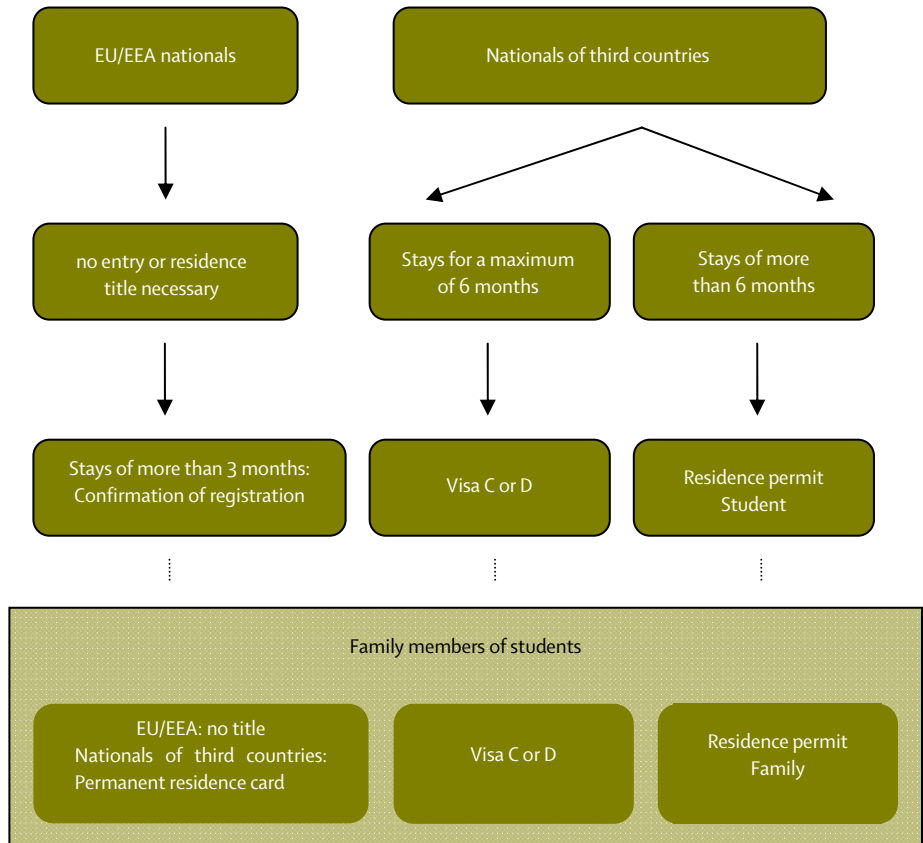 EU/EEA nationals
Nationals of third countries
no entry or residence
title necessary
Stays for a maximum
of 6 months
Stays of more
than 6 months
Stays of more than 3 months:
Confirmation of registration
Visa C or D
Residence permit
Student
Family members of students
EU/EEA: no title
Nationals of third countries:
Permanent residence card
Visa C or D
Residence permit
Family